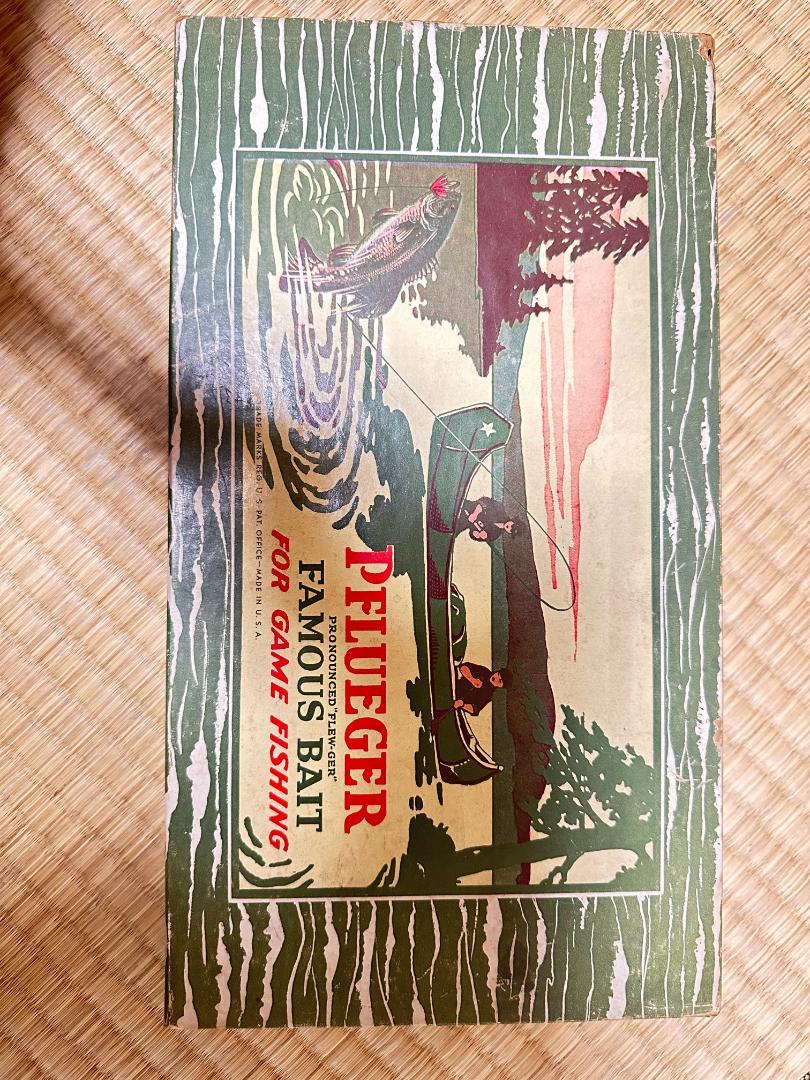 PFLUEGER
PRONOUNCED "FLEW-GER"
FAMOUS BAIT
FOR GAME FISHING
TRADE MARKS REG. U. S. PAT. OFFICE—MADE IN U. S. A.